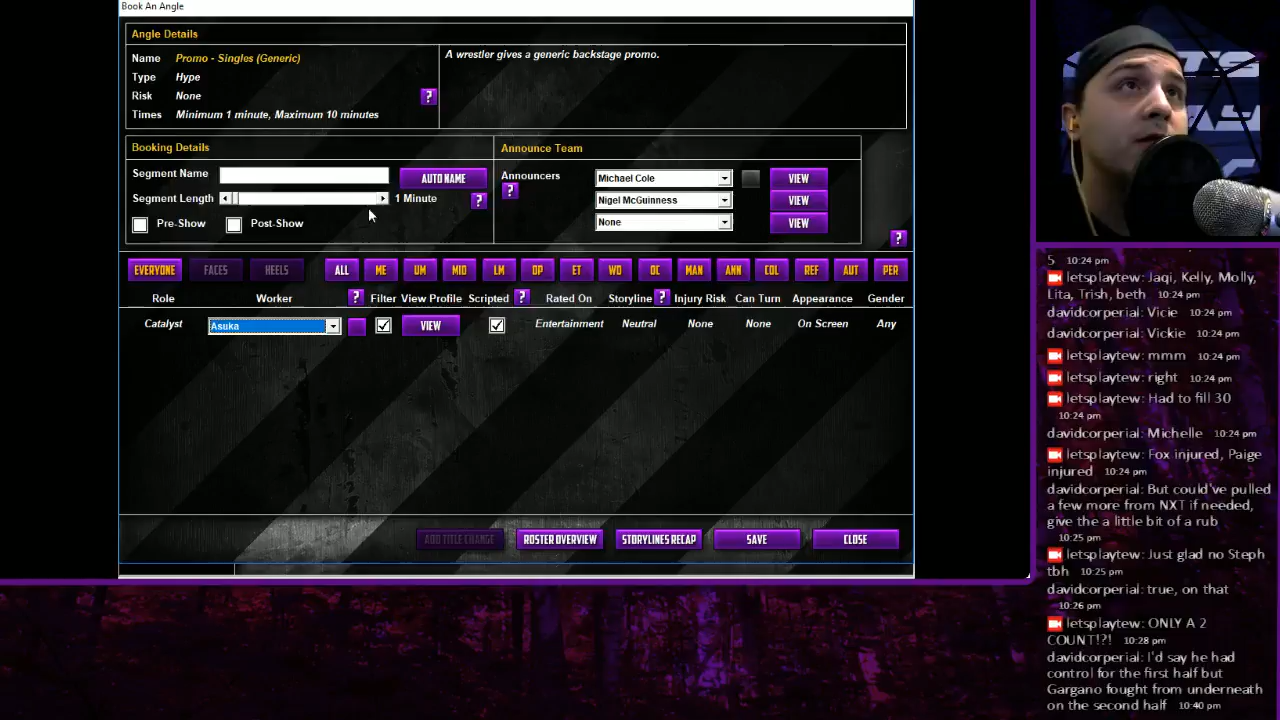 Book An Angle
Angle Details
Name Promo - Singles (Generic)
Type Hype
Risk None
Times Minimum 1 minute, Maximum 10 minutes
?
A wrestler gives a generic backstage promo.
Booking Details
Segment Name AUTO NAME
Segment Length 1 Minute ?
Pre-Show Post-Show
Announce Team
Announcers ?
Michael Cole VIEW
Nigel McGuinness VIEW
None VIEW
?
EVERYONE FACES HEELS ALL ME UM MID LM OP ET WO OC MAN ANN COL REF AUT PER
Role Worker ? Filter View Profile Scripted ? Rated On Storyline ? Injury Risk Can Turn Appearance Gender
Catalyst Asuka VIEW Entertainment Neutral None None On Screen Any
ADD TITLE CHANGE ROSTER OVERVIEW STORYLINES RECAP SAVE CLOSE
5 10:24 pm
letsplaytew: Jaqi, Kelly, Molly,
Lita, Trish, beth 10:24 pm
davidcorperial: Vicie 10:24 pm
davidcorperial: Vickie 10:24 pm
letsplaytew: mmm 10:24 pm
letsplaytew: right 10:24 pm
letsplaytew: Had to fill 30
10:24 pm
davidcorperial: Michelle 10:24 pm
letsplaytew: Fox injured, Paige
injured 10:24 pm
davidcorperial: But could've pulled
a few more from NXT if needed,
give the a little bit of a rub
10:25 pm
letsplaytew: Just glad no Steph
tbh 10:25 pm
davidcorperial: true, on that
10:26 pm
letsplaytew: ONLY A 2
COUNT!?! 10:28 pm
davidcorperial: I'd say he had
control for the first half but
Gargano fought from underneath
on the second half 10:40 pm